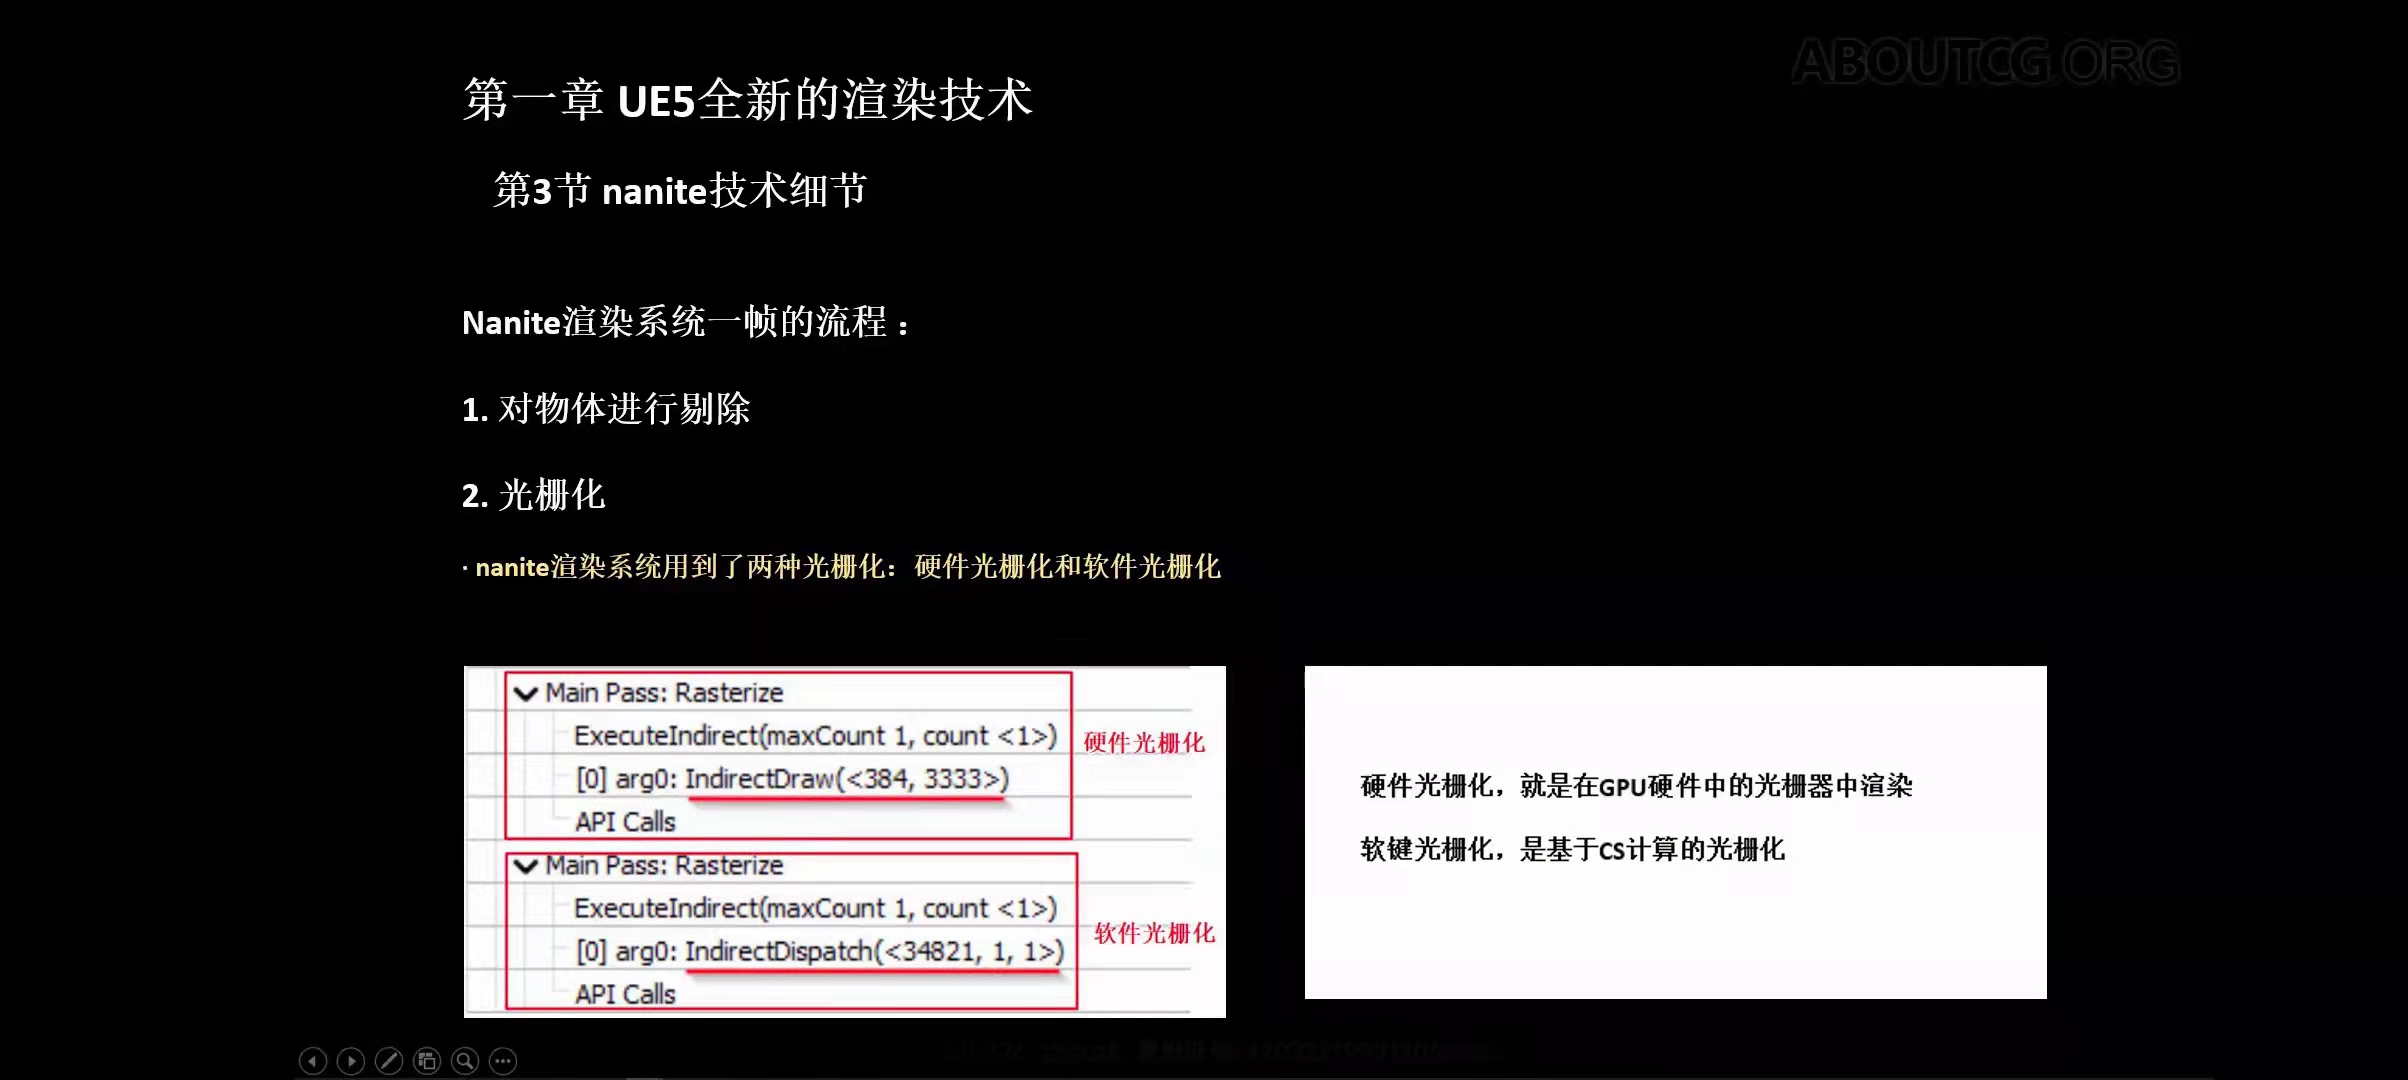 ABOUTCG.ORG
第一章 UE5全新的渲染技术
第3节 nanite技术细节
Nanite渲染系统一帧的流程：
1. 对物体进行剔除
2. 光栅化
· nanite渲染系统用到了两种光栅化：硬件光栅化和软件光栅化
Main Pass: Rasterize
ExecuteIndirect(maxCount 1, count <1>)
硬件光栅化
[0] arg0: IndirectDraw(<384, 3333>)
API Calls
Main Pass: Rasterize
ExecuteIndirect(maxCount 1, count <1>)
软件光栅化
[0] arg0: IndirectDispatch(<34821, 1, 1>)
API Calls
硬件光栅化，就是在GPU硬件中的光栅器中渲染
软键光栅化，是基于CS计算的光栅化